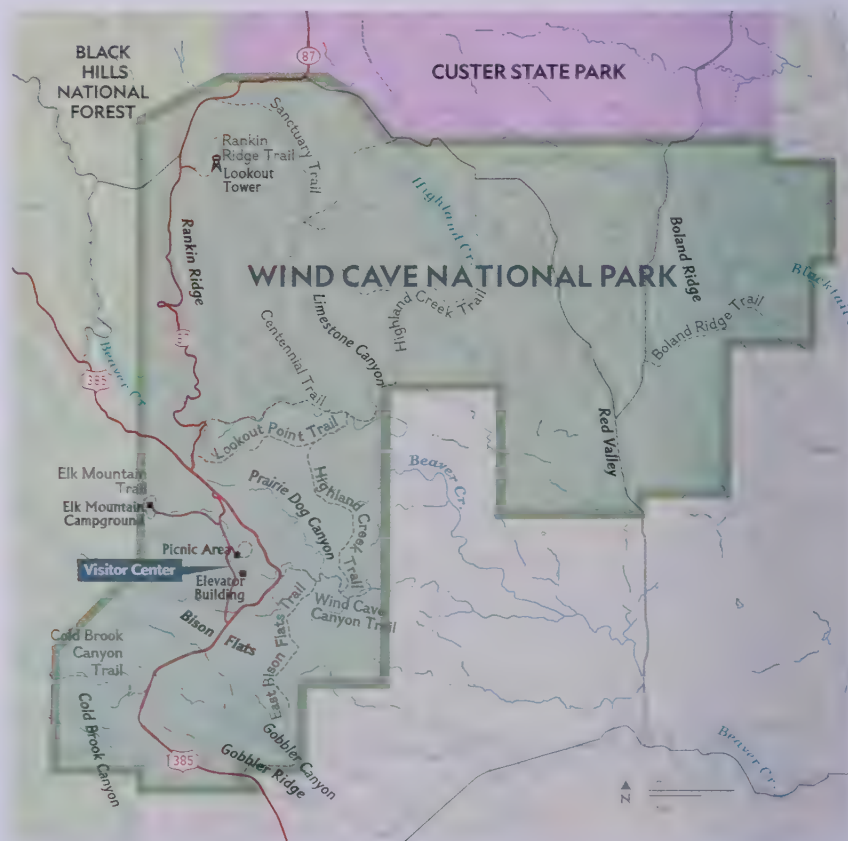 BLACK
HILLS
NATIONAL
FOREST
87
CUSTER STATE PARK
Sanctuary Trail
Rankin
Ridge Trail
Lookout
Tower
Highland Cr.
Rankin Ridge
Boland Ridge
WIND CAVE NATIONAL PARK
Highland
Creek Trail
Limestone Canyon
Centennial Trail
Boland Ridge Trail
Beaver Cr.
385
Lookout Point Trail
Red Valley
Elk Mountain
Trail
Elk Mountain
Campground
Prairie Dog Canyon
Highland Creek Trail
Beaver Cr.
Picnic Area
Visitor Center
Elevator
Building
Wind Cave
Canyon Trail
Bison Flats
East Bison Flats Trail
Cold Brook
Canyon
Trail
Cold Brook Canyon
Gobbler Canyon
Gobbler Ridge
385
Beaver Cr.
N